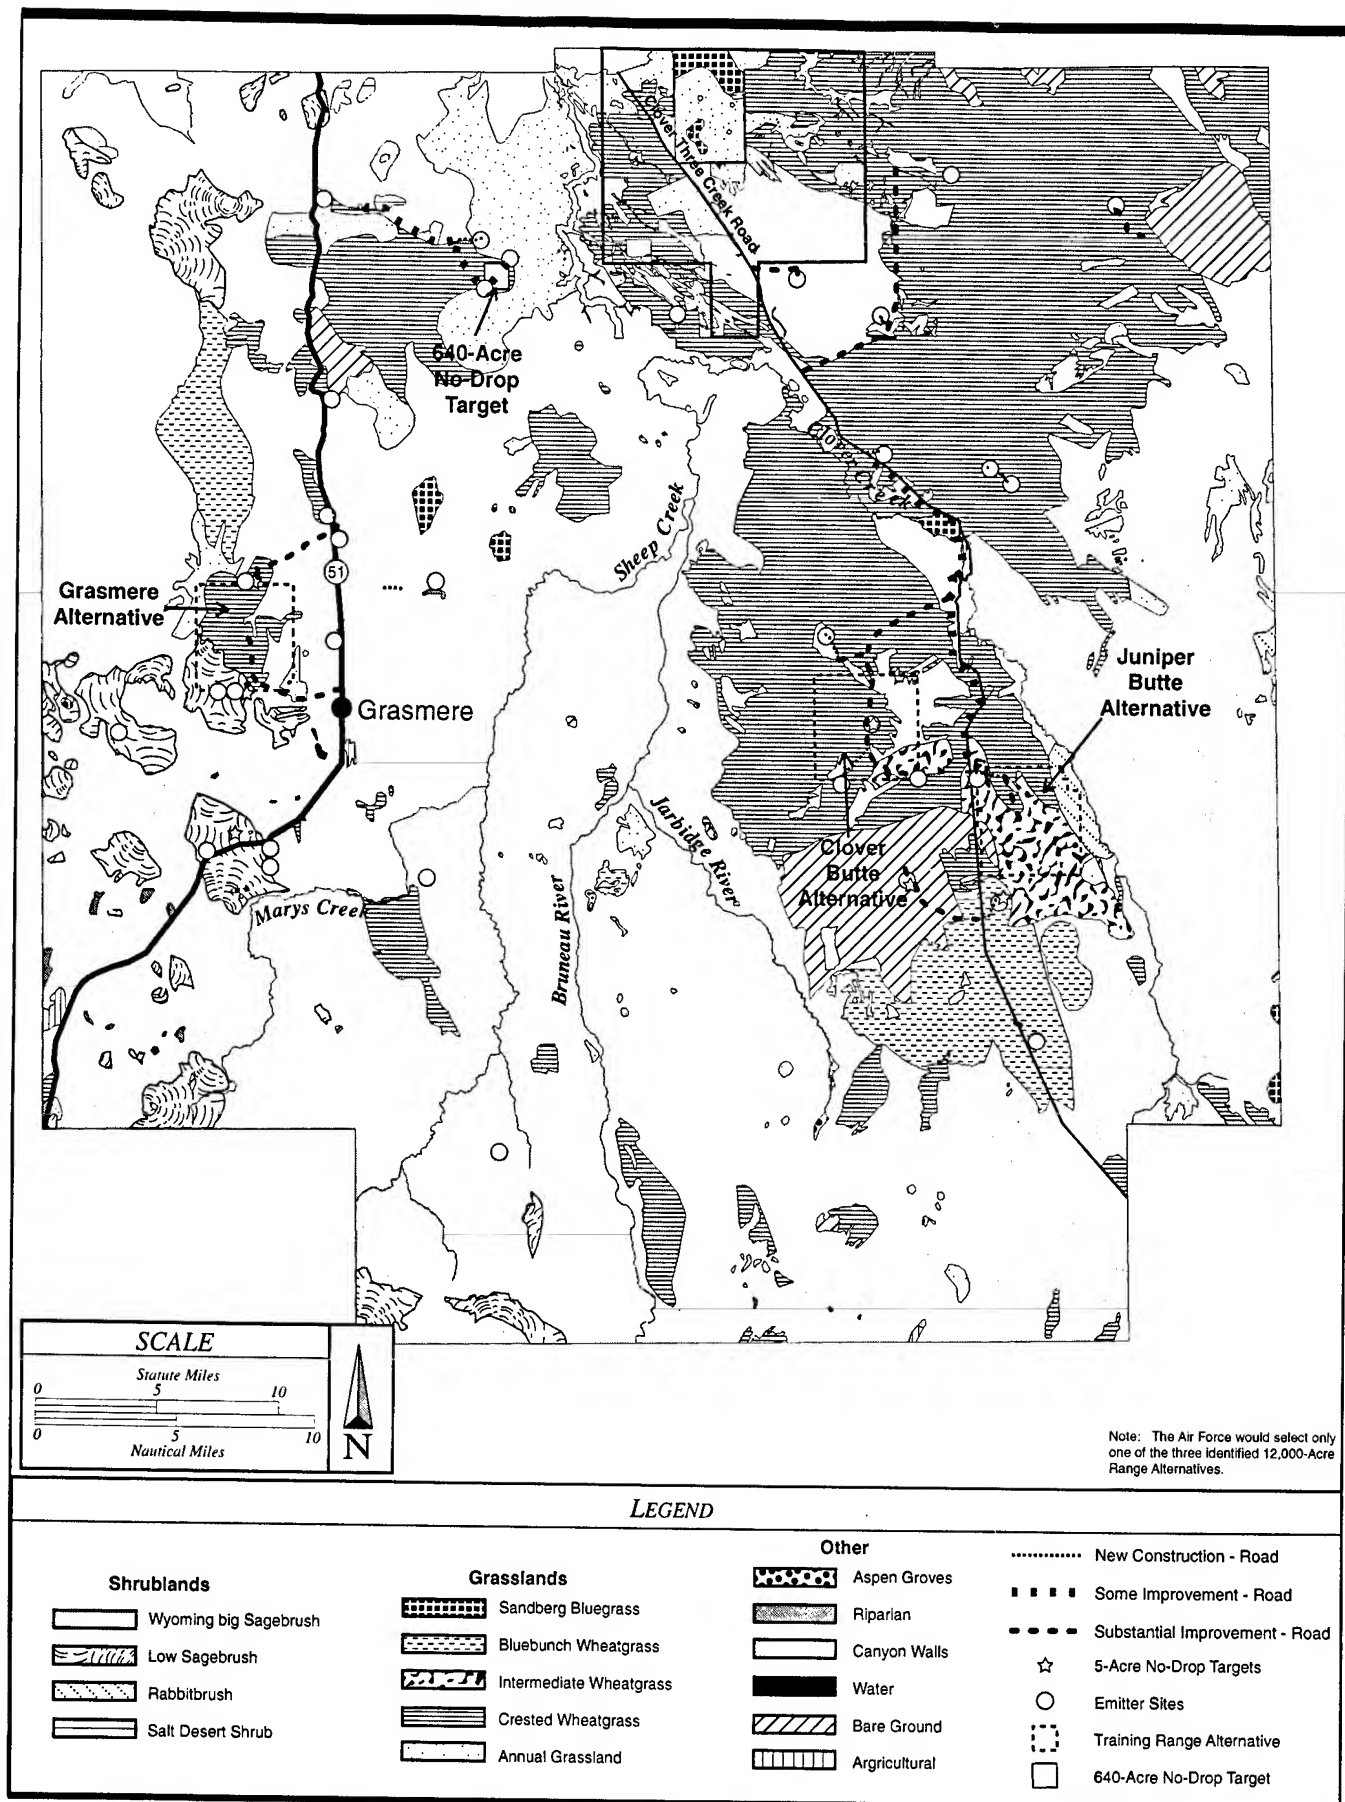 Clover Three Creek Road
640-Acre
No-Drop
Target
Clover Creek
Sheep Creek
51
Grasmere
Alternative
Juniper
Butte
Alternative
Grasmere
Jarbidge River
Clover
Butte
Alternative
Marys Creek
Bruneau River
SCALE
Statute Miles
0 5 10
0 5 10
Nautical Miles
N
Note: The Air Force would select only
one of the three identified 12,000-Acre
Range Alternatives.
LEGEND
Shrublands
Wyoming big Sagebrush
Low Sagebrush
Rabbitbrush
Salt Desert Shrub
Grasslands
Sandberg Bluegrass
Bluebunch Wheatgrass
Intermediate Wheatgrass
Crested Wheatgrass
Annual Grassland
Other
Aspen Groves
Riparian
Canyon Walls
Water
Bare Ground
Argricultural
New Construction - Road
Some Improvement - Road
Substantial Improvement - Road
5-Acre No-Drop Targets
Emitter Sites
Training Range Alternative
640-Acre No-Drop Target